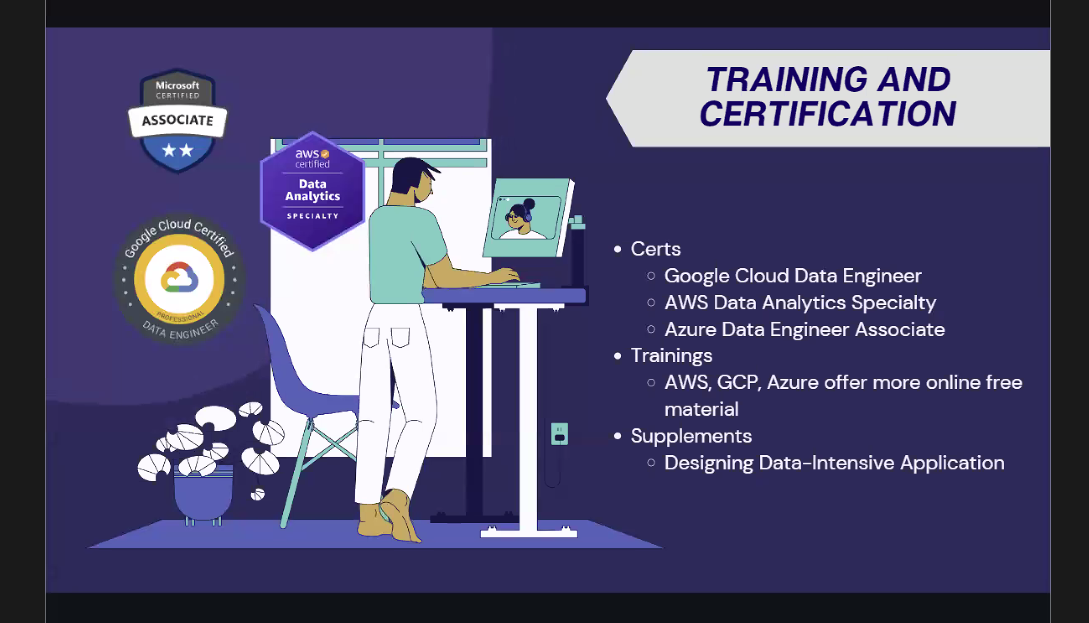 TRAINING AND
CERTIFICATION
Microsoft
CERTIFIED
ASSOCIATE
aws
certified
Data
Analytics
SPECIALTY
Google Cloud Certified
PROFESSIONAL
DATA ENGINEER
• Certs
○ Google Cloud Data Engineer
○ AWS Data Analytics Specialty
○ Azure Data Engineer Associate
• Trainings
○ AWS, GCP, Azure offer more online free
material
• Supplements
○ Designing Data-Intensive Application